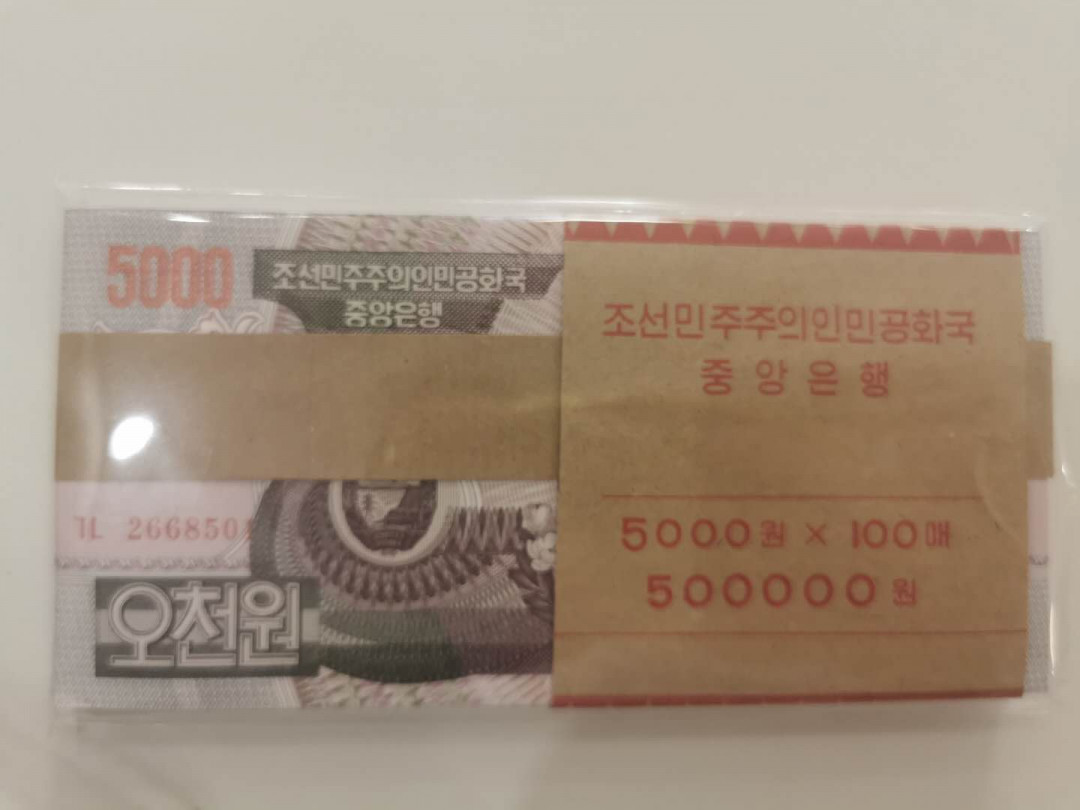 5000
조선민주주의인민공화국
중앙은행
ㄱㄴ 2668501
오천원
조선민주주의인민공화국
중앙은행
5000원 × 100매
500000원